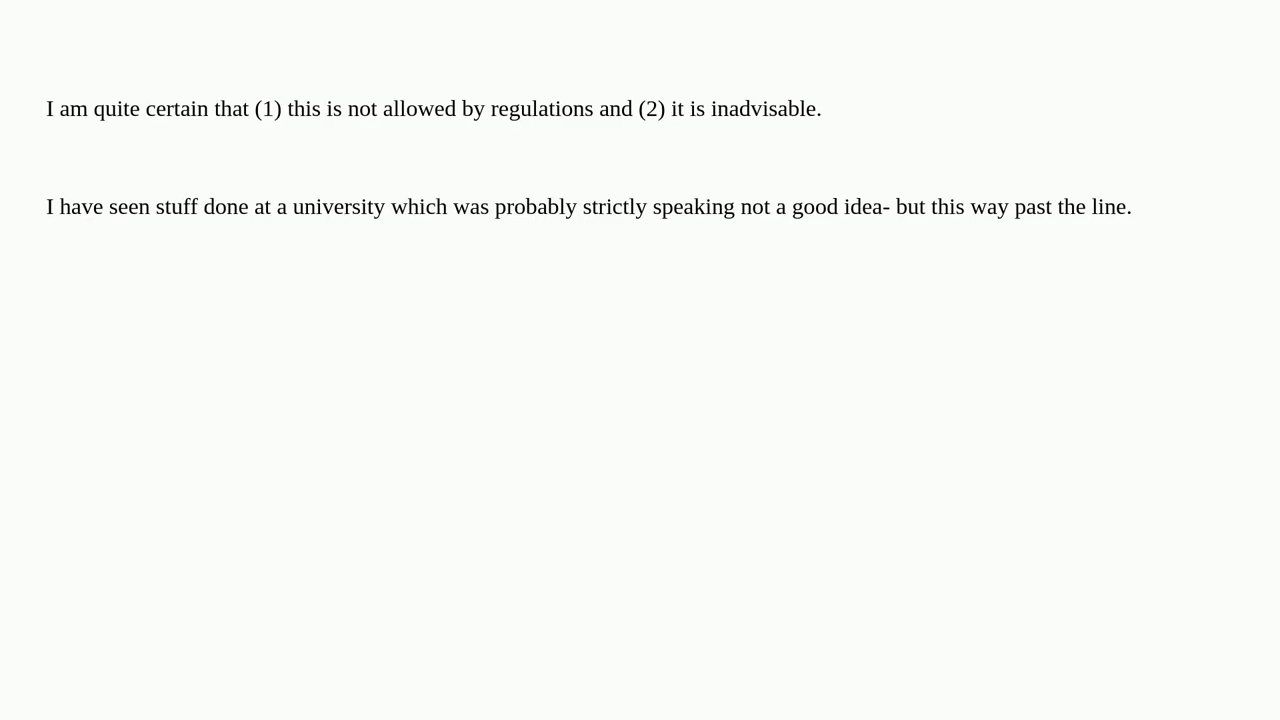 I am quite certain that (1) this is not allowed by regulations and (2) it is inadvisable.
I have seen stuff done at a university which was probably strictly speaking not a good idea- but this way past the line.